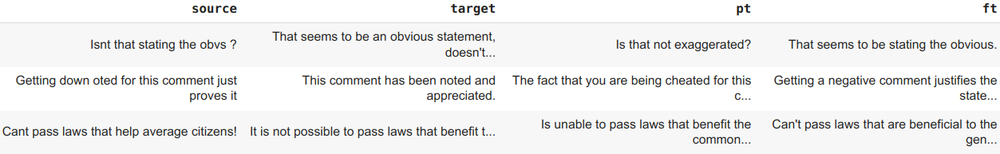 source target pt ft
Isnt that stating the obvs ? That seems to be an obvious statement, doesn't... Is that not exaggerated? That seems to be stating the obvious.
Getting down oted for this comment just proves it This comment has been noted and appreciated. The fact that you are being cheated for this c... Getting a negative comment justifies the state...
Cant pass laws that help average citizens! It is not possible to pass laws that benefit t... Is unable to pass laws that benefit the common... Can't pass laws that are beneficial to the gen...